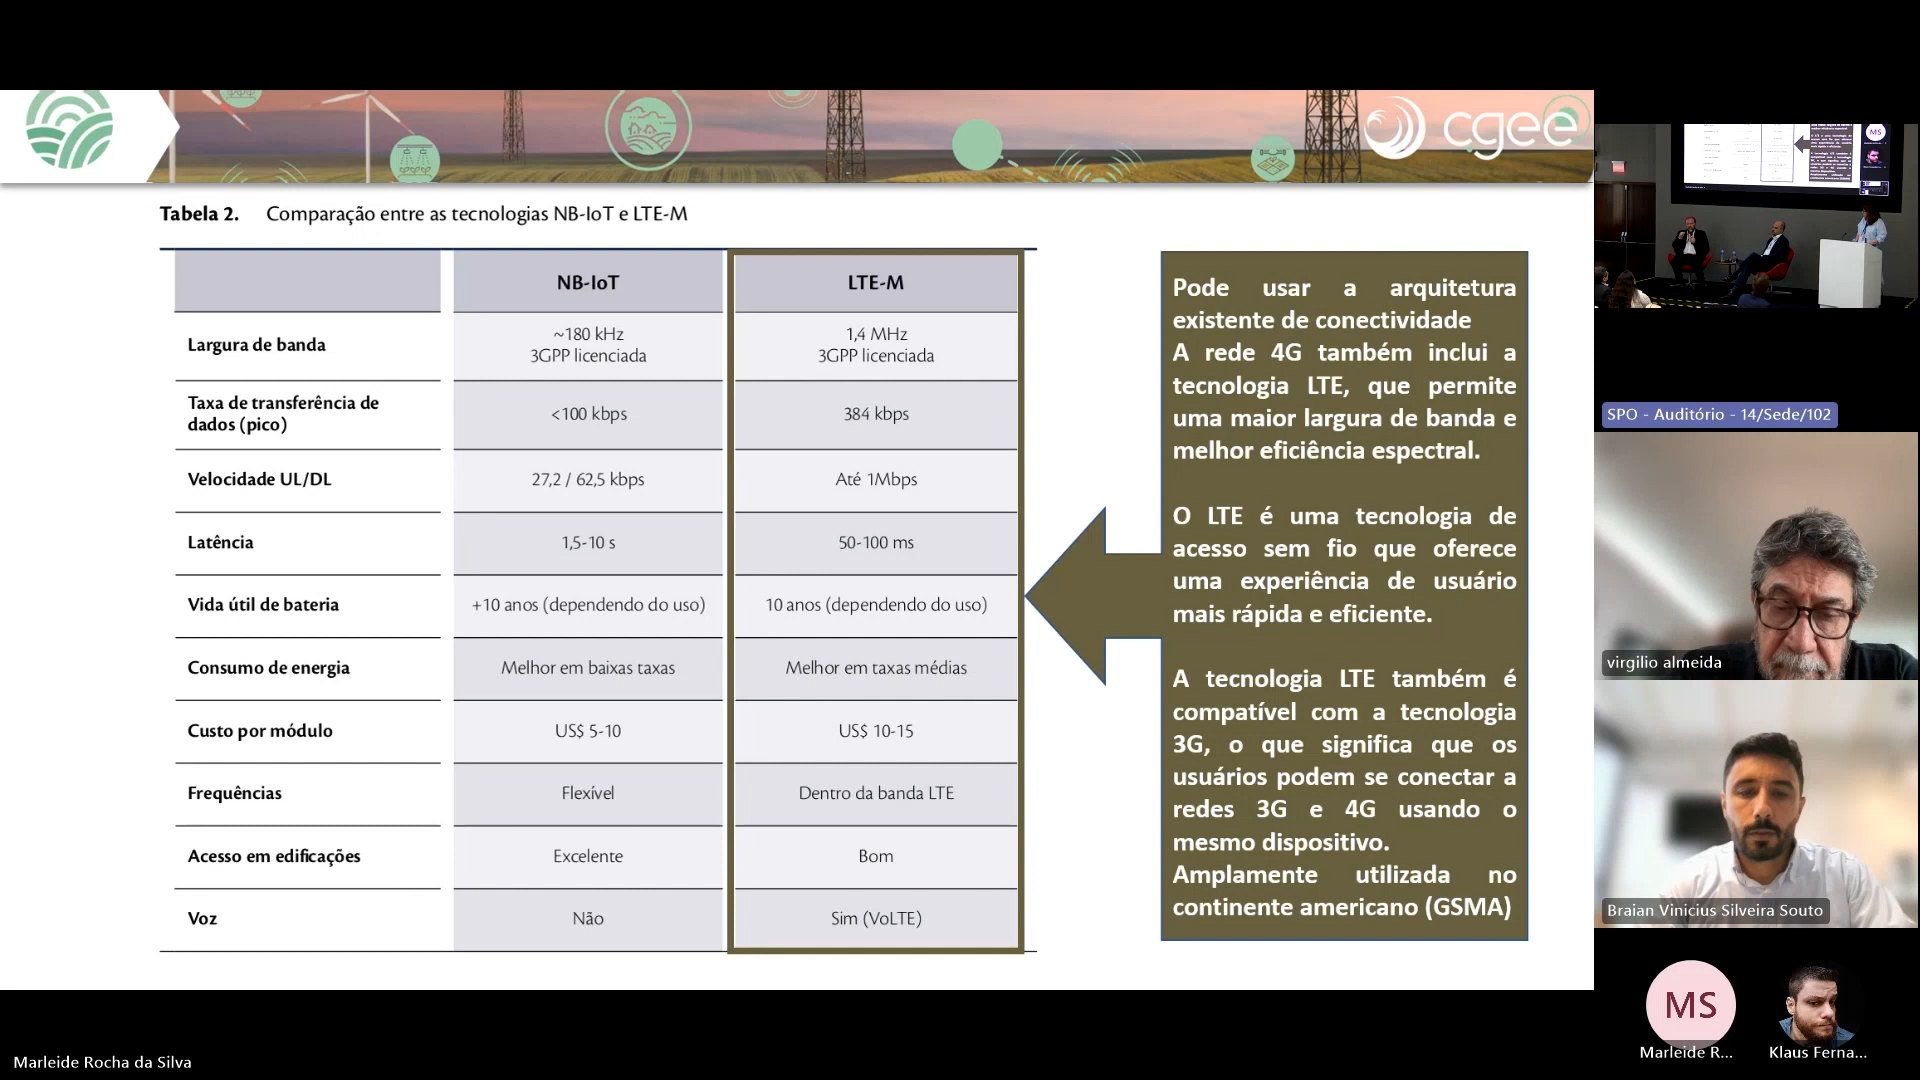 cgee
Tabela 2. Comparação entre as tecnologias NB-IoT e LTE-M
NB-IoT LTE-M
Largura de banda ~180 kHz 3GPP licenciada 1,4 MHz 3GPP licenciada
Taxa de transferência de dados (pico) <100 kbps 384 kbps
Velocidade UL/DL 27,2 / 62,5 kbps Até 1Mbps
Latência 1,5-10 s 50-100 ms
Vida útil de bateria +10 anos (dependendo do uso) 10 anos (dependendo do uso)
Consumo de energia Melhor em baixas taxas Melhor em taxas médias
Custo por módulo US$ 5-10 US$ 10-15
Frequências Flexível Dentro da banda LTE
Acesso em edificações Excelente Bom
Voz Não Sim (VoLTE)
Pode usar a arquitetura
existente de conectividade
A rede 4G também inclui a
tecnologia LTE, que permite
uma maior largura de banda e
melhor eficiência espectral.
O LTE é uma tecnologia de
acesso sem fio que oferece
uma experiência de usuário
mais rápida e eficiente.
A tecnologia LTE também é
compatível com a tecnologia
3G, o que significa que os
usuários podem se conectar a
redes 3G e 4G usando o
mesmo dispositivo.
Amplamente utilizada no
continente americano (GSMA)
MS
SPO - Auditório - 14/Sede/102
virgilio almeida
Braian Vinicius Silveira Souto
MS
Marleide R...
Klaus Ferna...
Marleide Rocha da Silva